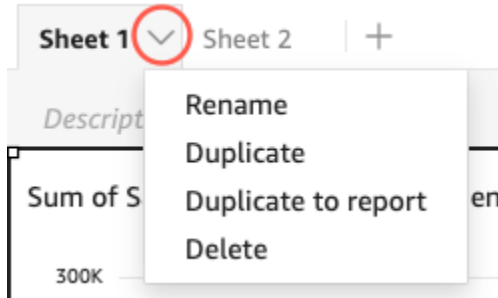 Sheet 1 Sheet 2 +
Rename
Descript
Duplicate
Sum of S
Duplicate to report
en
Delete
300K